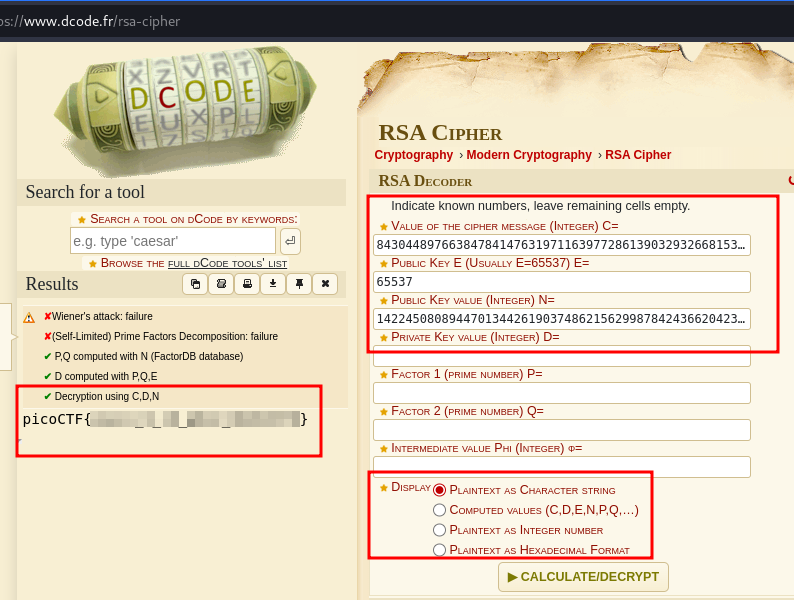 ps://www.dcode.fr/rsa-cipher
DCODE
Search for a tool
★ Search a tool on dCode by keywords:
e.g. type 'caesar'
★ Browse the full dCode tools' list
Results
✘Wiener's attack: failure
✘(Self-Limited) Prime Factors Decomposition: failure
✔ P,Q computed with N (FactorDB database)
✔ D computed with P,Q,E
✔ Decryption using C,D,N
picoCTF{ }
RSA Cipher
Cryptography › Modern Cryptography › RSA Cipher
RSA Decoder
Indicate known numbers, leave remaining cells empty.
★ Value of the cipher message (Integer) C=
84304489766384784147631971163977286139032932668153…
★ Public Key E (Usually E=65537) E=
65537
★ Public Key value (Integer) N=
14224508089447013442619037486215629987842436620423…
★ Private Key value (Integer) D=
★ Factor 1 (prime number) P=
★ Factor 2 (prime number) Q=
★ Intermediate value Phi (Integer) φ=
★ Display
Plaintext as Character string
Computed values (C,D,E,N,P,Q,…)
Plaintext as Integer number
Plaintext as Hexadecimal Format
▶ CALCULATE/DECRYPT